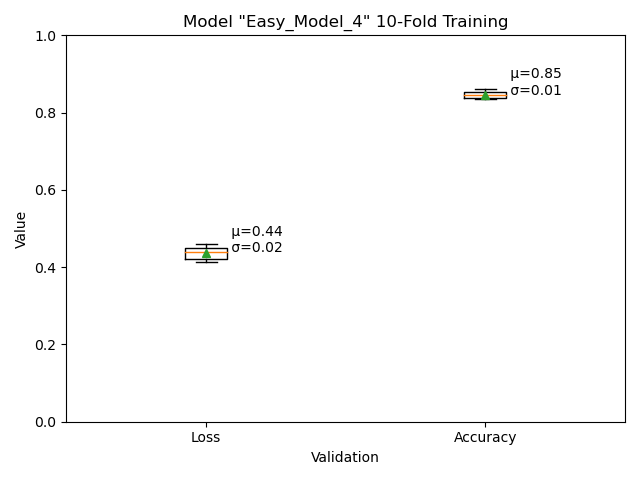 Model "Easy_Model_4" 10-Fold Training
1.0
0.8
0.6
0.4
0.2
0.0
Value
μ=0.85
σ=0.01
μ=0.44
σ=0.02
Loss
Accuracy
Validation